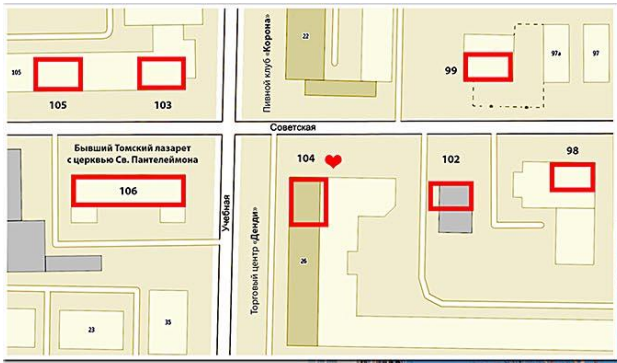 22
Пивной клуб «Корона»
97а
97
99
105
105
103
Советская
Бывший Томский лазарет
с церковью Св. Пантелеймона
106
104
102
98
Учебная
Торговый центр «Денди»
26
23
35